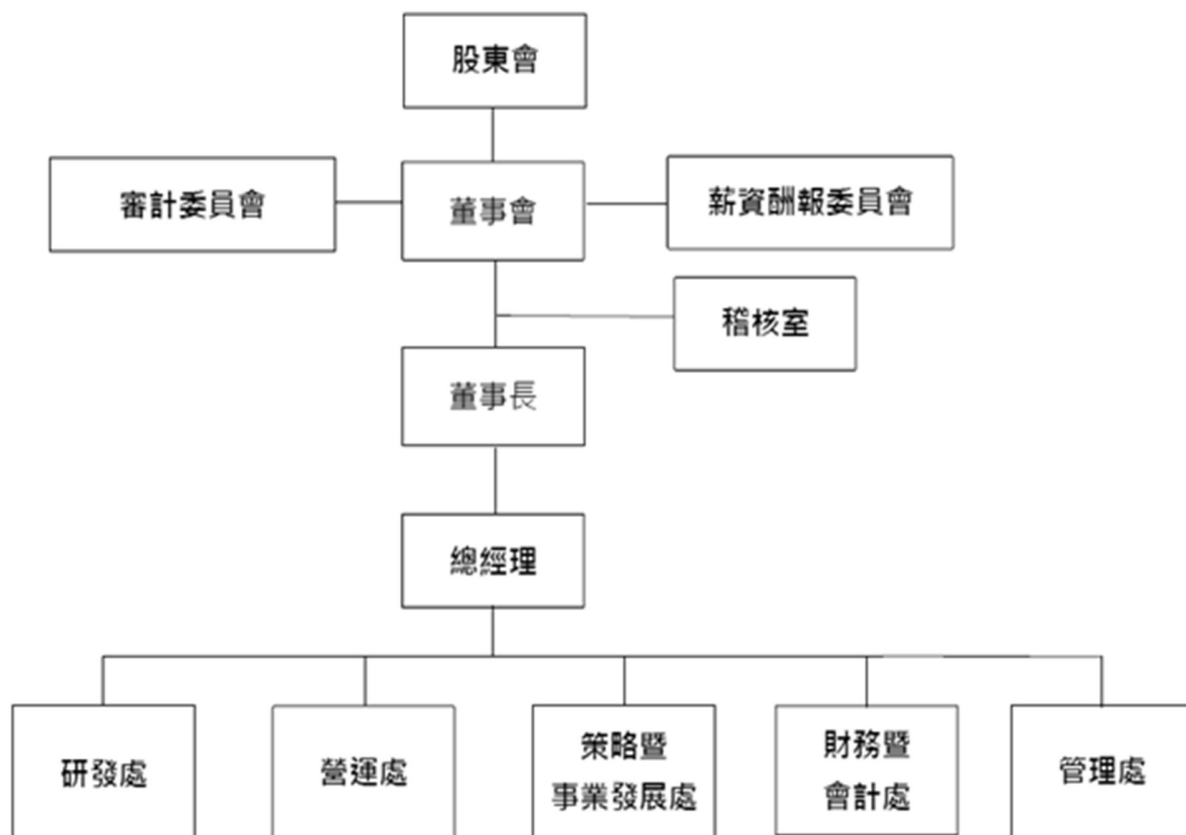 股東會
審計委員會
董事會
薪資酬報委員會
稽核室
董事長
總經理
研發處
營運處
策略暨
事業發展處
財務暨
會計處
管理處